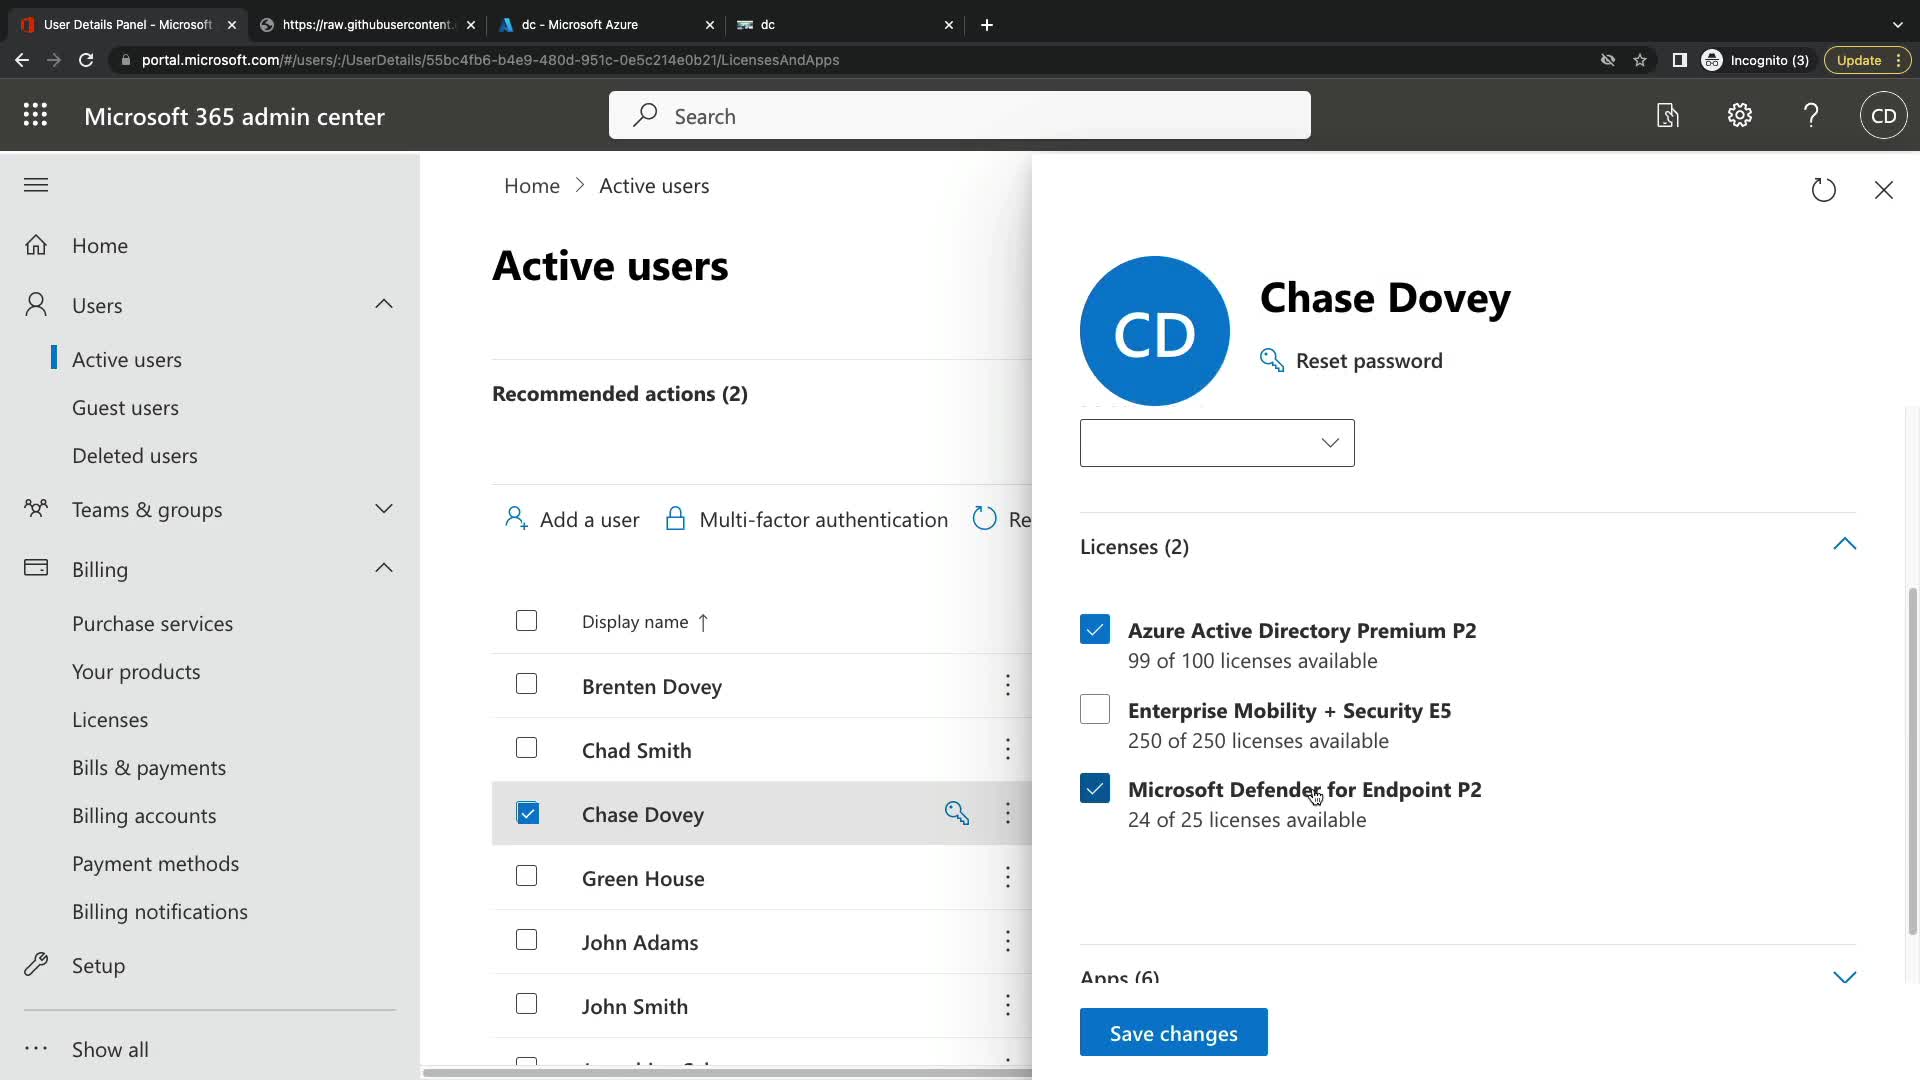 User Details Panel - Microsoft
https://raw.githubusercontent.
dc - Microsoft Azure
dc
portal.microsoft.com/#/users/:/UserDetails/55bc4fb6-b4e9-480d-951c-0e5c214e0b21/LicensesAndApps
Incognito (3)
Update
Microsoft 365 admin center
Search
CD
Home
Users
Active users
Guest users
Deleted users
Teams & groups
Billing
Purchase services
Your products
Licenses
Bills & payments
Billing accounts
Payment methods
Billing notifications
Setup
Show all
Home > Active users
Active users
Recommended actions (2)
Add a user
Multi-factor authentication
Re
Display name ↑
Brenten Dovey
Chad Smith
Chase Dovey
Green House
John Adams
John Smith
CD
Chase Dovey
Reset password
Licenses (2)
Azure Active Directory Premium P2
99 of 100 licenses available
Enterprise Mobility + Security E5
250 of 250 licenses available
Microsoft Defender for Endpoint P2
24 of 25 licenses available
Apps (6)
Save changes